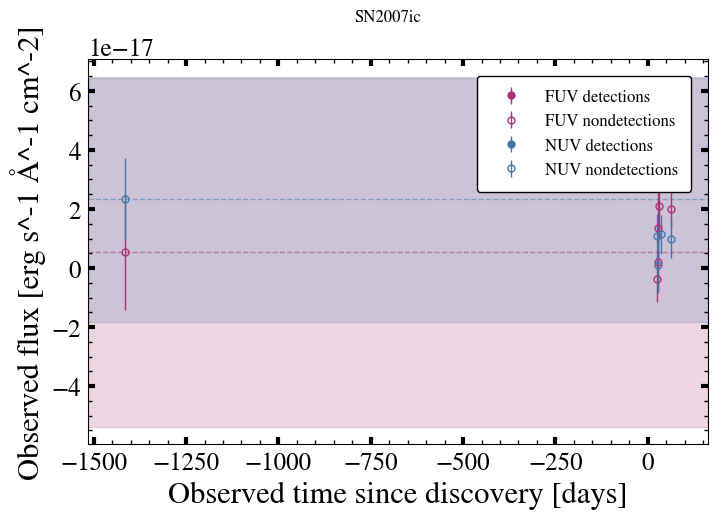 SN2007ic
1e−17
Observed flux [erg s^-1 Å^-1 cm^-2]
6
4
2
0
−2
−4
FUV detections
FUV nondetections
NUV detections
NUV nondetections
−1500 −1250 −1000 −750 −500 −250 0
Observed time since discovery [days]